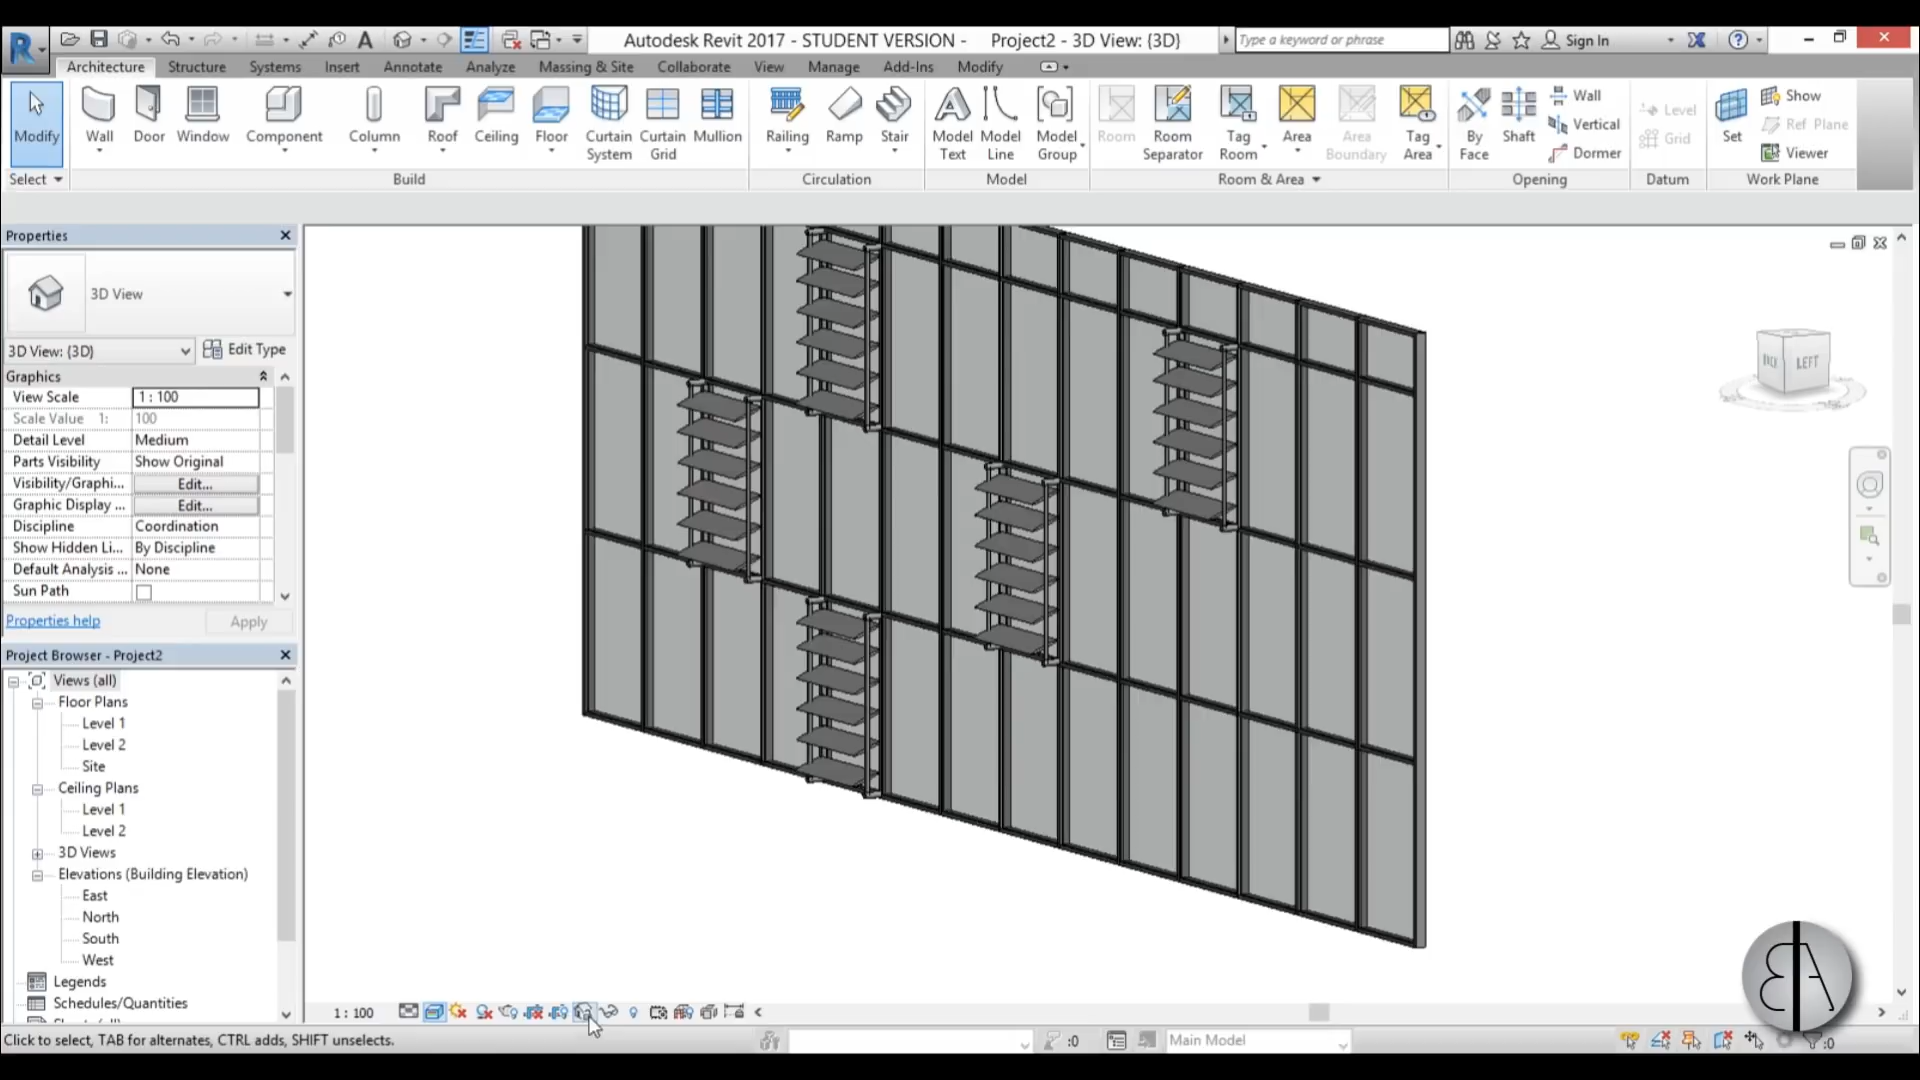 Autodesk Revit 2017 - STUDENT VERSION - Project2 - 3D View: {3D}
Type a keyword or phrase
Sign In
Architecture Structure Systems Insert Annotate Analyze Massing & Site Collaborate View Manage Add-Ins Modify
Modify Wall Door Window Component Column Roof Ceiling Floor Curtain System Curtain Grid Mullion Railing Ramp Stair Model Text Model Line Model Group Room Room Separator Tag Room Area Area Boundary Tag Area By Face Shaft Wall Vertical Dormer Level Grid Set Show Ref Plane Viewer
Select Build Circulation Model Room & Area Opening Datum Work Plane
Properties
3D View
3D View: {3D} Edit Type
Graphics
View Scale 1 : 100
Scale Value 1: 100
Detail Level Medium
Parts Visibility Show Original
Visibility/Graphi... Edit...
Graphic Display ... Edit...
Discipline Coordination
Show Hidden Li... By Discipline
Default Analysis ... None
Sun Path
Properties help Apply
Project Browser - Project2
Views (all)
Floor Plans
Level 1
Level 2
Site
Ceiling Plans
Level 1
Level 2
3D Views
Elevations (Building Elevation)
East
North
South
West
Legends
Schedules/Quantities
LEFT
BA
1 : 100
Click to select, TAB for alternates, CTRL adds, SHIFT unselects.
:0
Main Model
:0